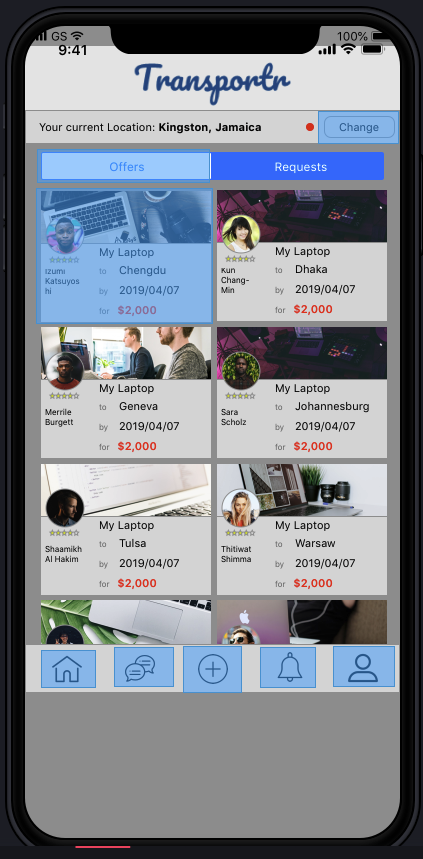 GS 100%
9:41
Transportr
Your current Location: Kingston, Jamaica Change
Offers Requests
My Laptop
to Chengdu
by 2019/04/07
for $2,000
Izumi
Katsuyos
hi
My Laptop
to Dhaka
by 2019/04/07
for $2,000
Kun
Chang-
Min
My Laptop
to Geneva
by 2019/04/07
for $2,000
Merrile
Burgett
My Laptop
to Johannesburg
by 2019/04/07
for $2,000
Sara
Scholz
My Laptop
to Tulsa
by 2019/04/07
for $2,000
Shaamikh
Al Hakim
My Laptop
to Warsaw
by 2019/04/07
for $2,000
Thitiwat
Shimma